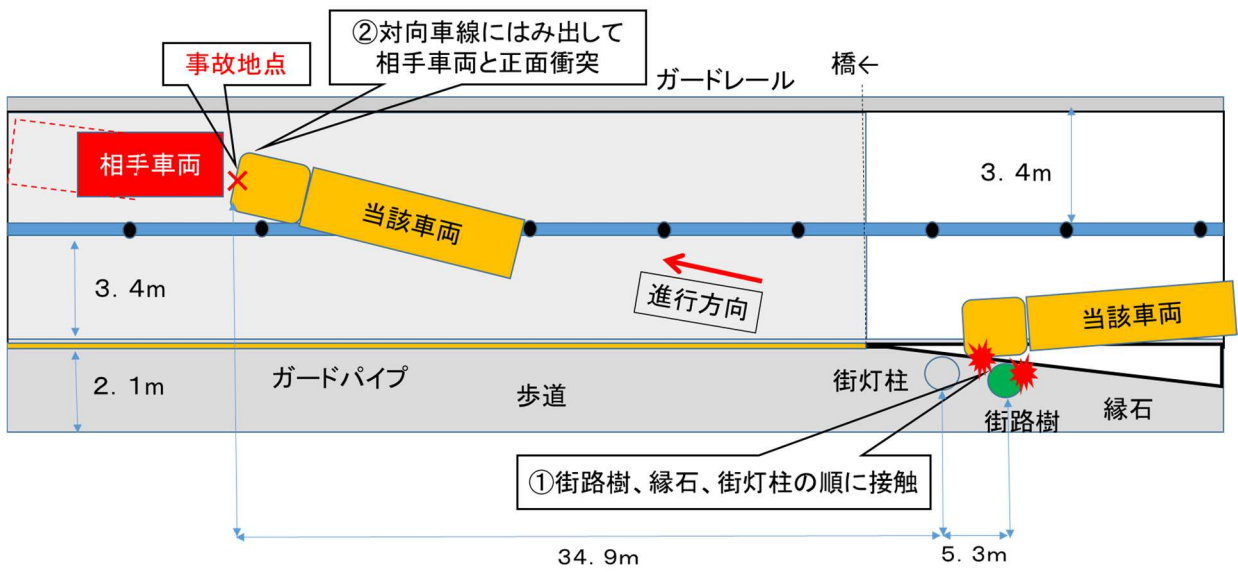 ②対向車線にはみ出して
相手車両と正面衝突
事故地点
橋←
ガードレール
相手車両
当該車両
3.4m
3.4m
進行方向
当該車両
2.1m
ガードパイプ
歩道
街灯柱
街路樹
縁石
①街路樹、縁石、街灯柱の順に接触
34.9m
5.3m